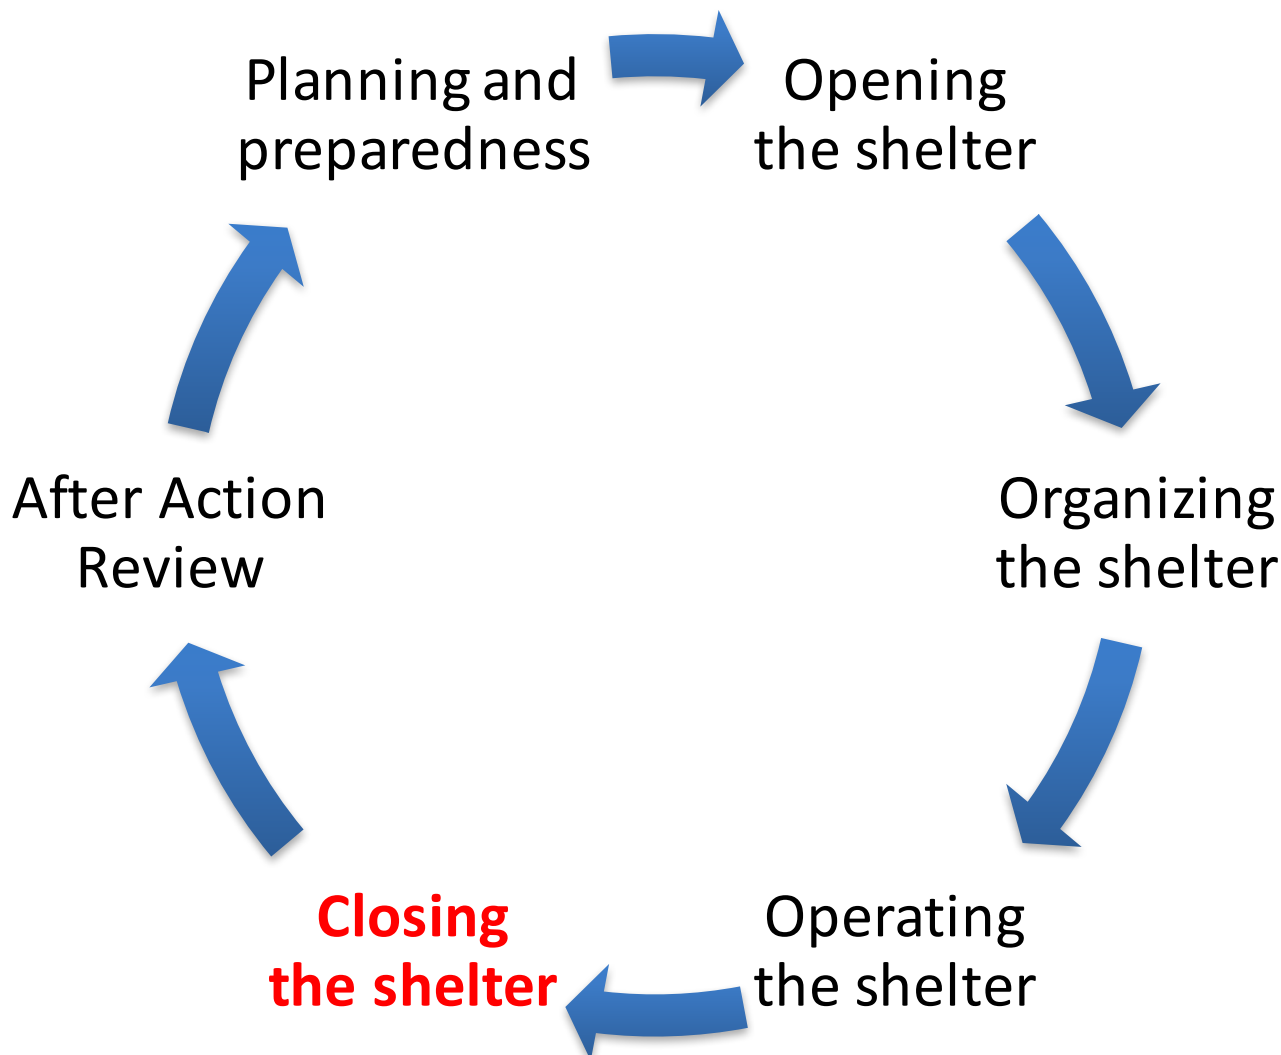 Planning and
preparedness
Opening
the shelter
Organizing
the shelter
Operating
the shelter
Closing
the shelter
After Action
Review